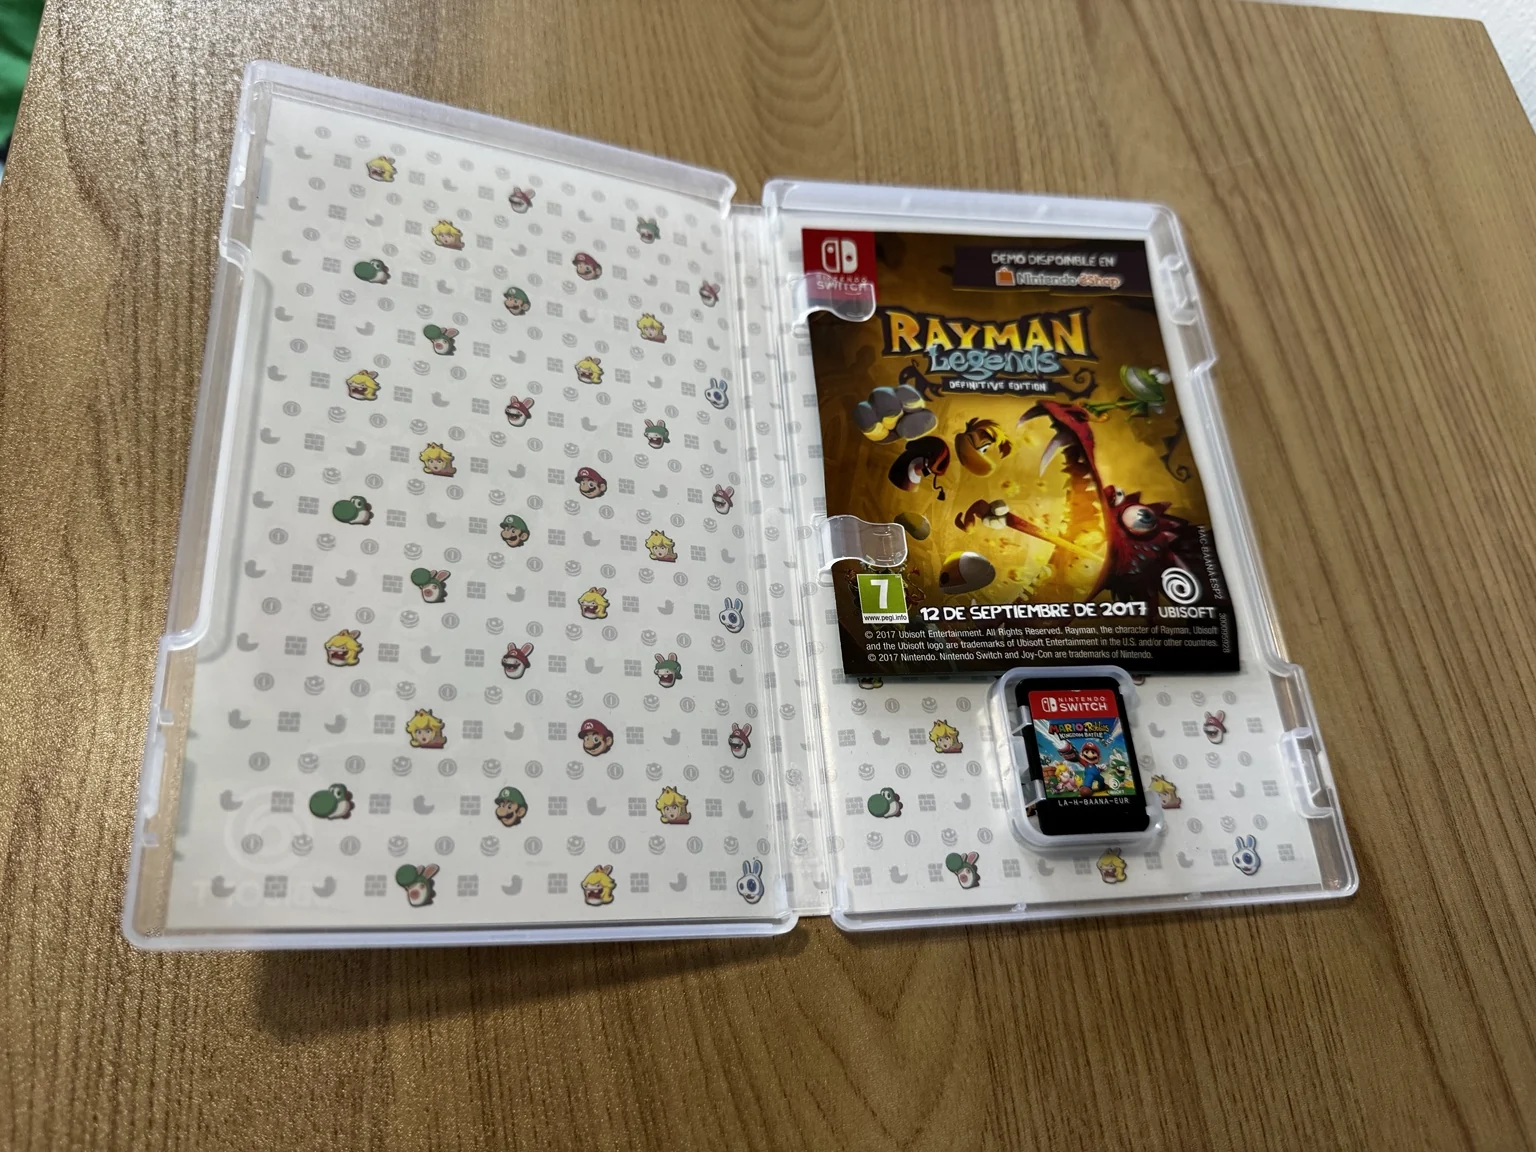 NINTENDO
SWITCH
DEMO DISPONIBLE EN
Nintendo eShop
RAYMAN
Legends
DEFINITIVE EDITION
7
www.pegi.info
12 DE SEPTIEMBRE DE 2017
UBISOFT
HAC-BAANA-ESP2
© 2017 Ubisoft Entertainment. All Rights Reserved. Rayman, the character of Rayman, Ubisoft
and the Ubisoft logo are trademarks of Ubisoft Entertainment in the U.S. and/or other countries.
© 2017 Nintendo. Nintendo Switch and Joy-Con are trademarks of Nintendo.
NINTENDO
SWITCH
MARIO + Rabbids
KINGDOM BATTLE
UBISOFT
LA-H-BAANA-EUR